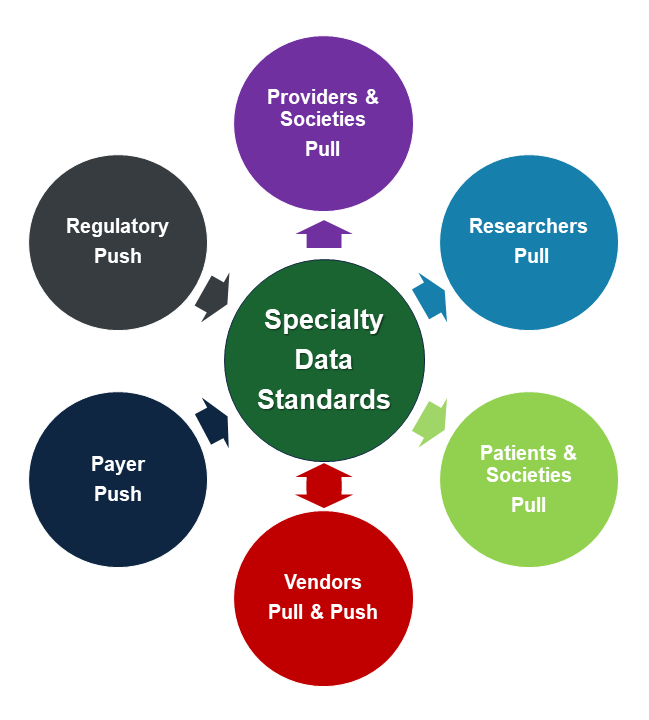 Providers &
Societies
Pull
Regulatory
Push
Researchers
Pull
Specialty
Data
Standards
Payer
Push
Patients &
Societies
Pull
Vendors
Pull & Push